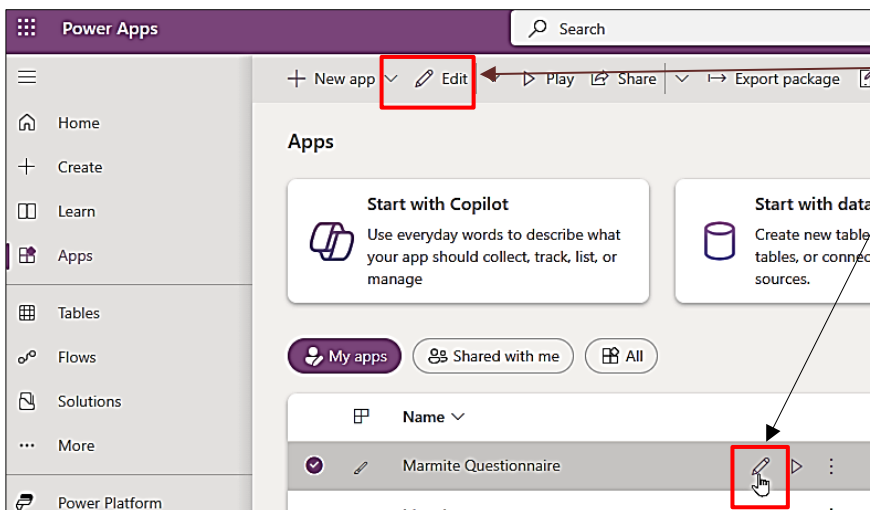 Power Apps
Search
New app
Edit
Play
Share
Export package
Home
Create
Learn
Apps
Tables
Flows
Solutions
More
Power Platform
Apps
Start with Copilot
Use everyday words to describe what
your app should collect, track, list, or
manage
Start with data
Create new table
tables, or connec
sources.
My apps
Shared with me
All
Name
Marmite Questionnaire